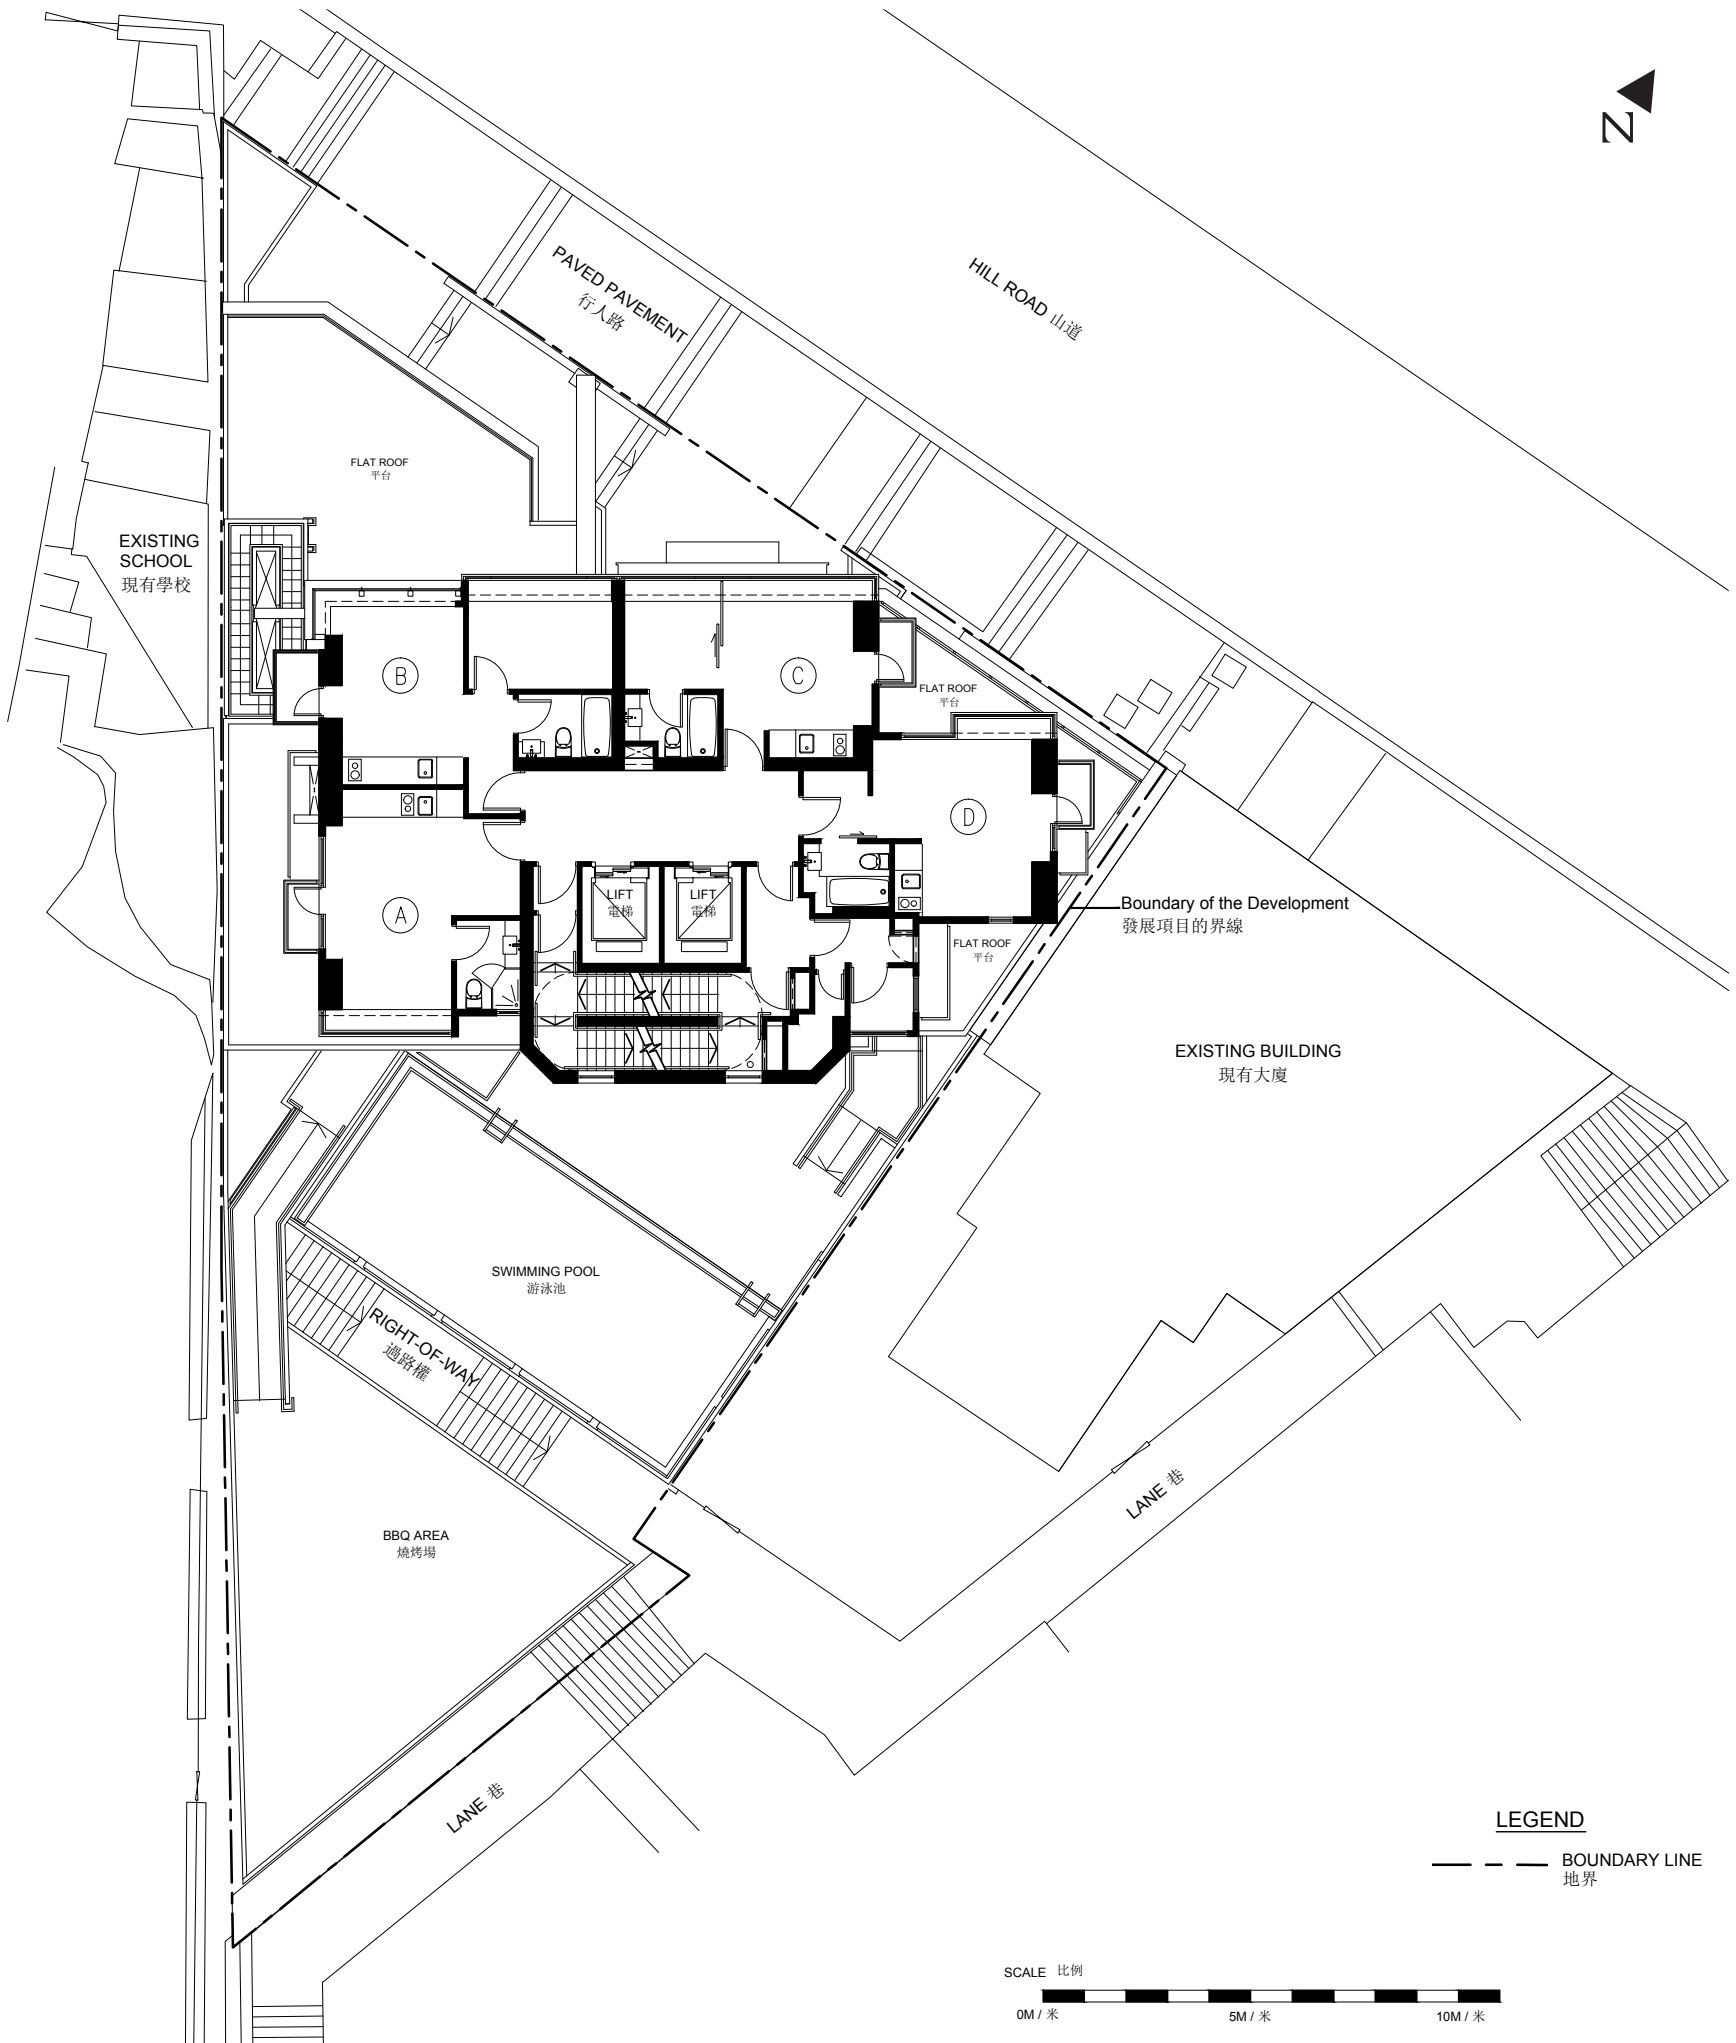 N
HILL ROAD 山道
PAVED PAVEMENT
行人路
FLAT ROOF
平台
EXISTING
SCHOOL
現有學校
B
C
FLAT ROOF
平台
D
A
LIFT
電梯
LIFT
電梯
Boundary of the Development
發展項目的界線
FLAT ROOF
平台
EXISTING BUILDING
現有大廈
SWIMMING POOL
游泳池
RIGHT-OF-WAY
過路權
LANE 巷
BBQ AREA
燒烤場
LANE 巷
LEGEND
BOUNDARY LINE
地界
SCALE 比例
0M / 米 5M / 米 10M / 米